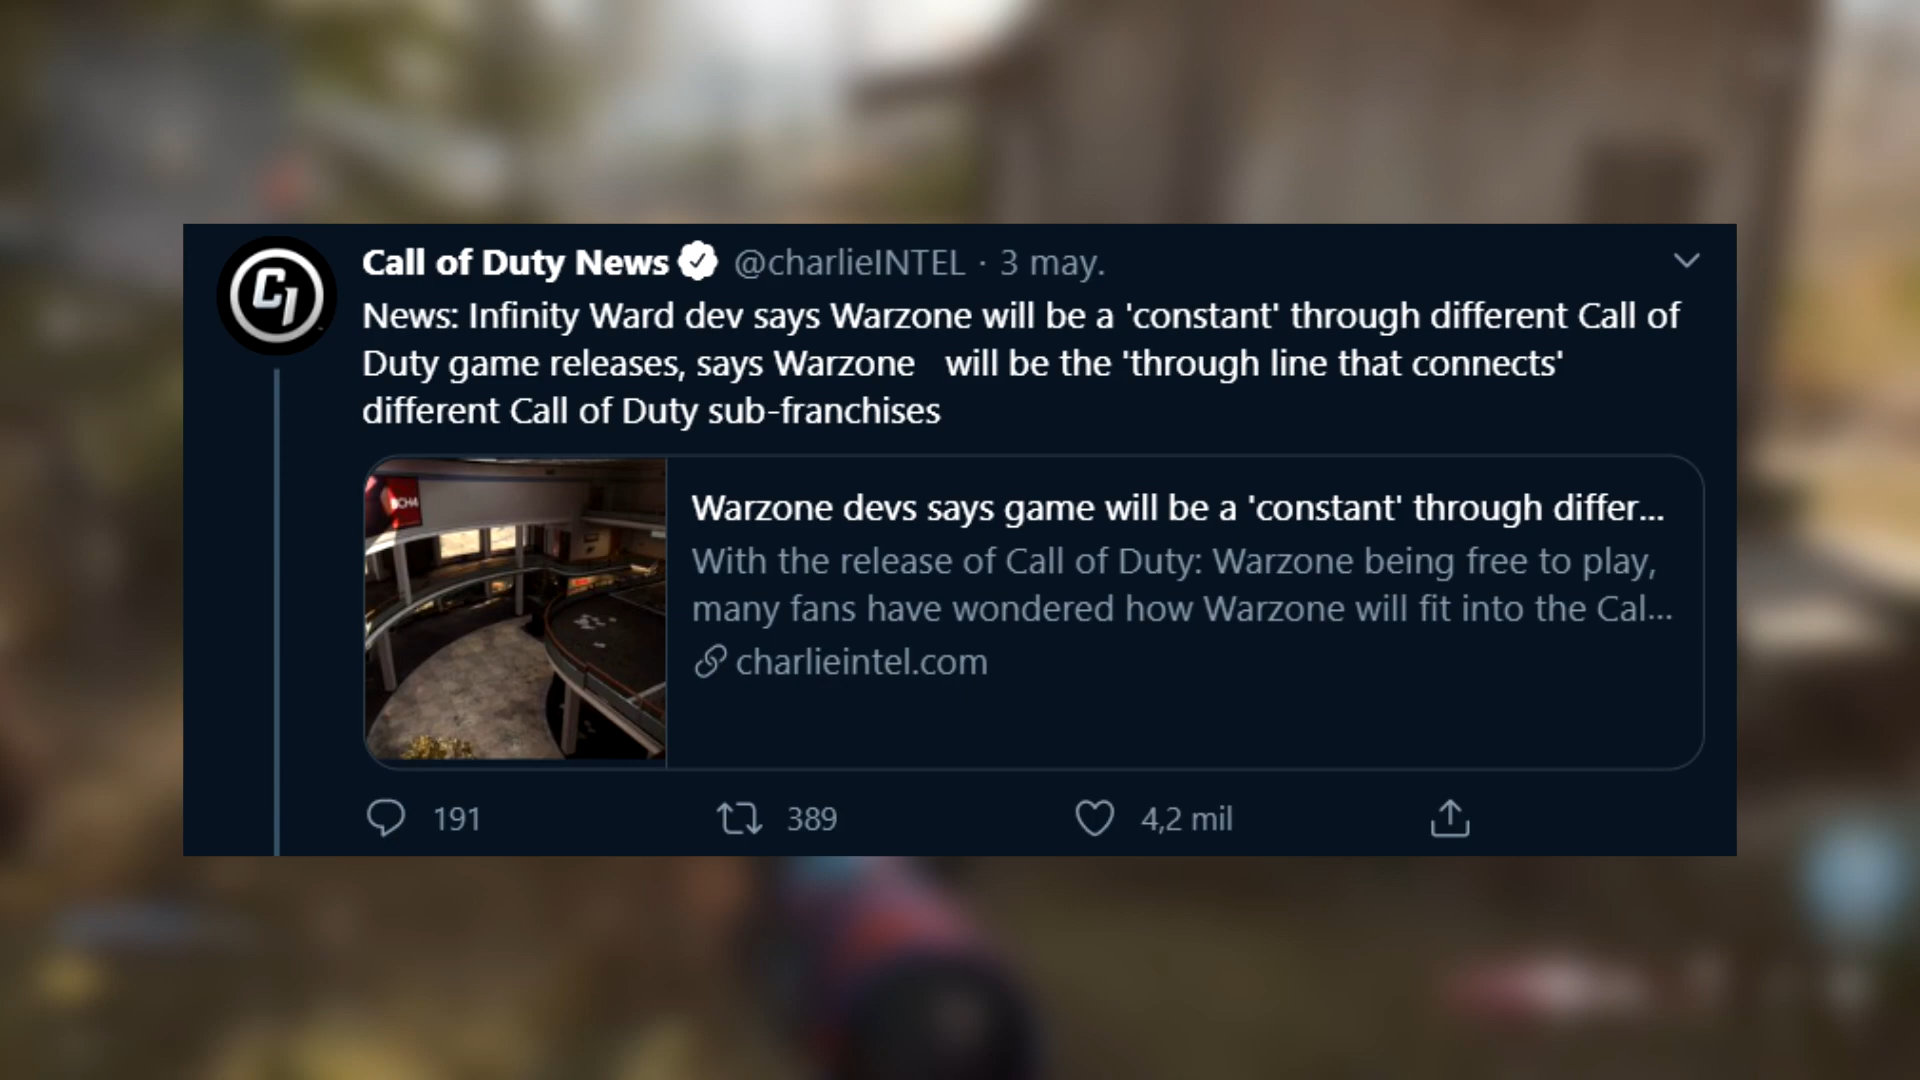 Call of Duty News @charlieINTEL · 3 may.
News: Infinity Ward dev says Warzone will be a 'constant' through different Call of
Duty game releases, says Warzone will be the 'through line that connects'
different Call of Duty sub-franchises
CH4
Warzone devs says game will be a 'constant' through differ...
With the release of Call of Duty: Warzone being free to play,
many fans have wondered how Warzone will fit into the Cal...
charlieintel.com
191 389 4,2 mil